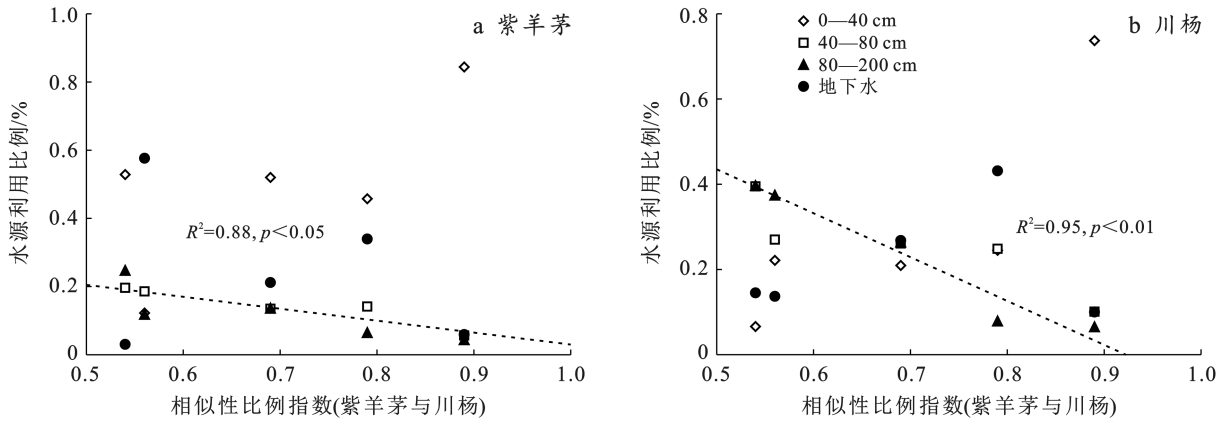 a 紫羊茅
1.0
0.8
0.6
0.4
0.2
0
水源利用比例/%
R²=0.88, p＜0.05
0.5 0.6 0.7 0.8 0.9 1.0
相似性比例指数(紫羊茅与川杨)
b 川杨
0.8
0.6
0.4
0.2
0
水源利用比例/%
0—40 cm
40—80 cm
80—200 cm
地下水
R²=0.95, p＜0.01
0.5 0.6 0.7 0.8 0.9 1.0
相似性比例指数(紫羊茅与川杨)